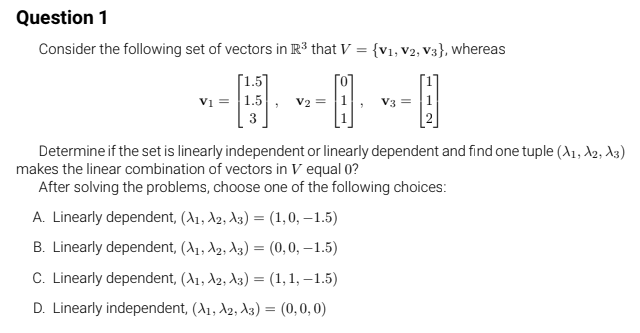 Question 1
Consider the following set of vectors in ℝ³ that V = {v₁, v₂, v₃}, whereas
v₁ = [1.5 1.5 3], v₂ = [0 1 1], v₃ = [1 1 2]
Determine if the set is linearly independent or linearly dependent and find one tuple (λ₁, λ₂, λ₃)
makes the linear combination of vectors in V equal 0?
After solving the problems, choose one of the following choices:
A. Linearly dependent, (λ₁, λ₂, λ₃) = (1, 0, −1.5)
B. Linearly dependent, (λ₁, λ₂, λ₃) = (0, 0, −1.5)
C. Linearly dependent, (λ₁, λ₂, λ₃) = (1, 1, −1.5)
D. Linearly independent, (λ₁, λ₂, λ₃) = (0, 0, 0)